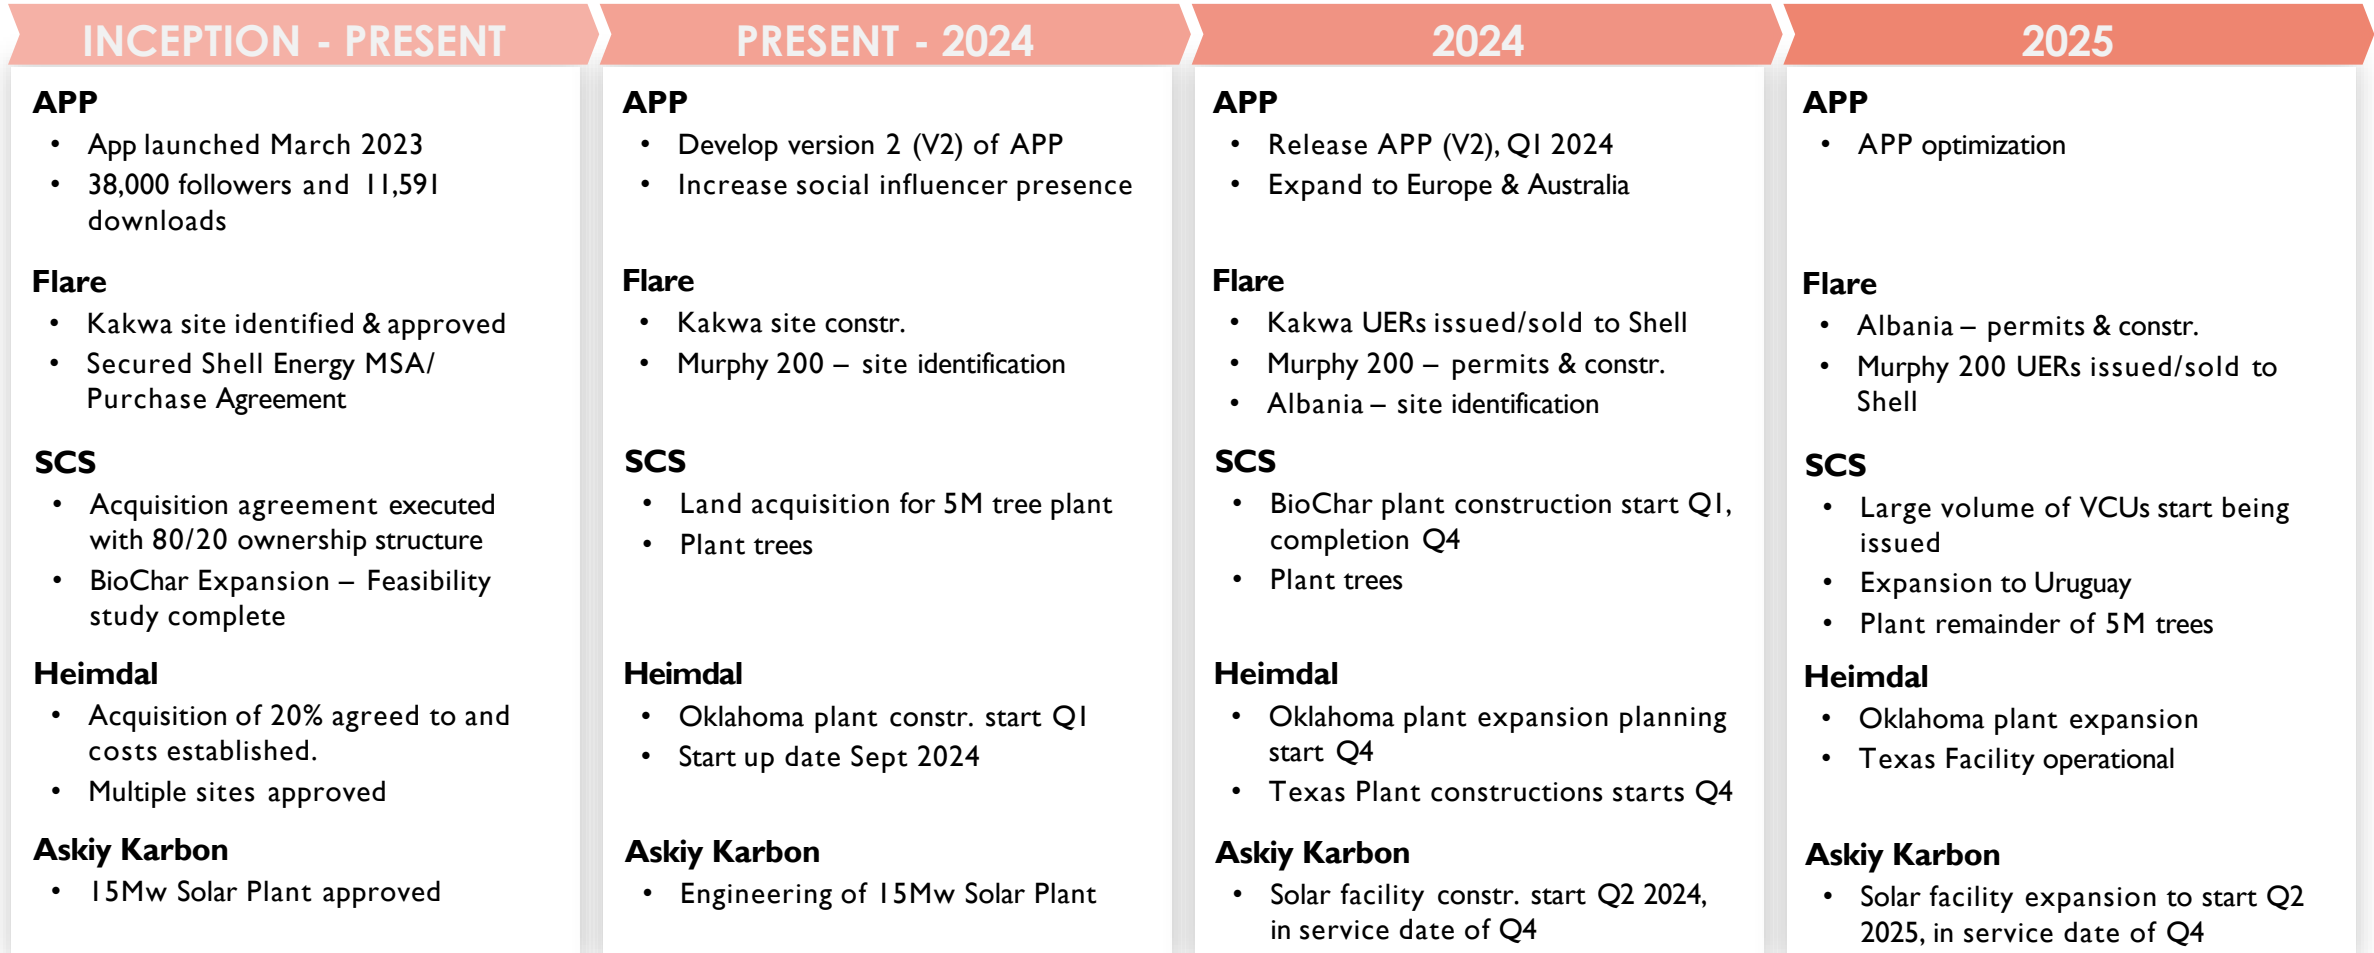 INCEPTION - PRESENT
APP
• App launched March 2023
• 38,000 followers and 11,591
downloads
Flare
• Kakwa site identified & approved
• Secured Shell Energy MSA/
Purchase Agreement
SCS
• Acquisition agreement executed
with 80/20 ownership structure
• BioChar Expansion – Feasibility
study complete
Heimdal
• Acquisition of 20% agreed to and
costs established.
• Multiple sites approved
Askiy Karbon
• 15Mw Solar Plant approved
PRESENT - 2024
APP
• Develop version 2 (V2) of APP
• Increase social influencer presence
Flare
• Kakwa site constr.
• Murphy 200 – site identification
SCS
• Land acquisition for 5M tree plant
• Plant trees
Heimdal
• Oklahoma plant constr. start Q1
• Start up date Sept 2024
Askiy Karbon
• Engineering of 15Mw Solar Plant
2024
APP
• Release APP (V2), Q1 2024
• Expand to Europe & Australia
Flare
• Kakwa UERs issued/sold to Shell
• Murphy 200 – permits & constr.
• Albania – site identification
SCS
• BioChar plant construction start Q1,
completion Q4
• Plant trees
Heimdal
• Oklahoma plant expansion planning
start Q4
• Texas Plant constructions starts Q4
Askiy Karbon
• Solar facility constr. start Q2 2024,
in service date of Q4
2025
APP
• APP optimization
Flare
• Albania – permits & constr.
• Murphy 200 UERs issued/sold to
Shell
SCS
• Large volume of VCUs start being
issued
• Expansion to Uruguay
• Plant remainder of 5M trees
Heimdal
• Oklahoma plant expansion
• Texas Facility operational
Askiy Karbon
• Solar facility expansion to start Q2
2025, in service date of Q4